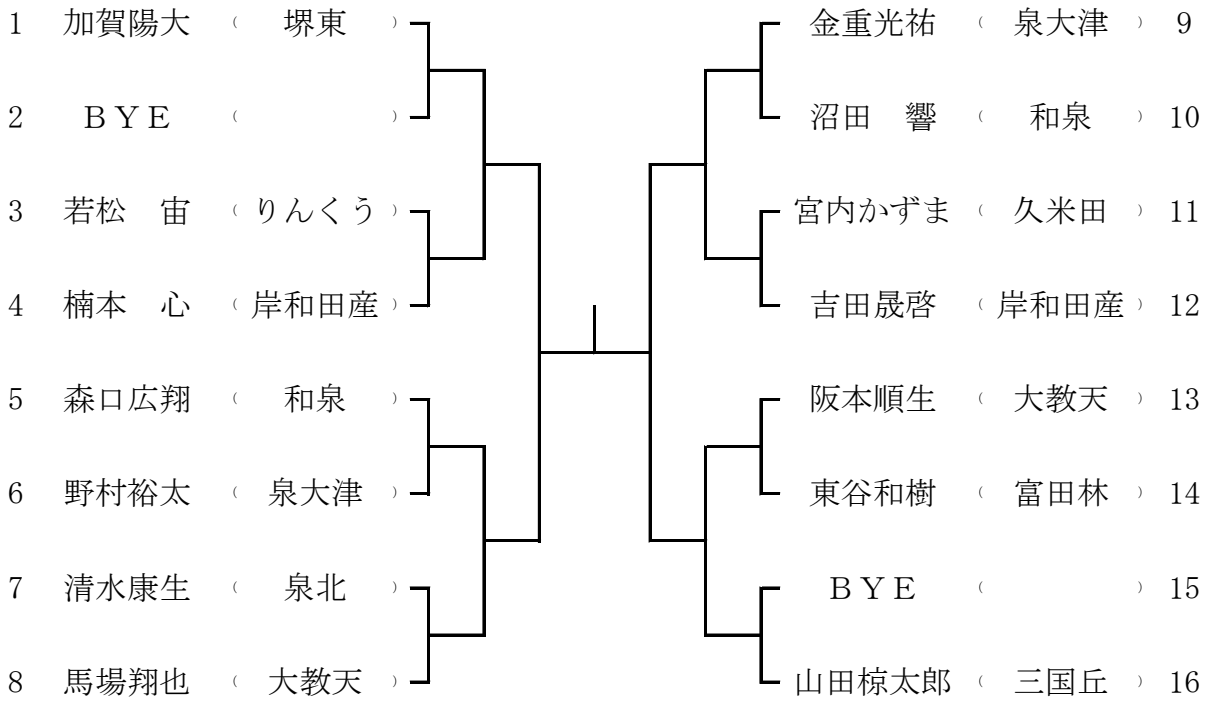 1 加賀陽大 （ 堺東 ）
2 ＢＹＥ （ ）
3 若松　宙 （ りんくう ）
4 楠本　心 （ 岸和田産 ）
5 森口広翔 （ 和泉 ）
6 野村裕太 （ 泉大津 ）
7 清水康生 （ 泉北 ）
8 馬場翔也 （ 大教天 ）
金重光祐 （ 泉大津 ） 9
沼田　響 （ 和泉 ） 10
宮内かずま （ 久米田 ） 11
吉田晟啓 （ 岸和田産 ） 12
阪本順生 （ 大教天 ） 13
東谷和樹 （ 富田林 ） 14
ＢＹＥ （ ） 15
山田椋太郎 （ 三国丘 ） 16